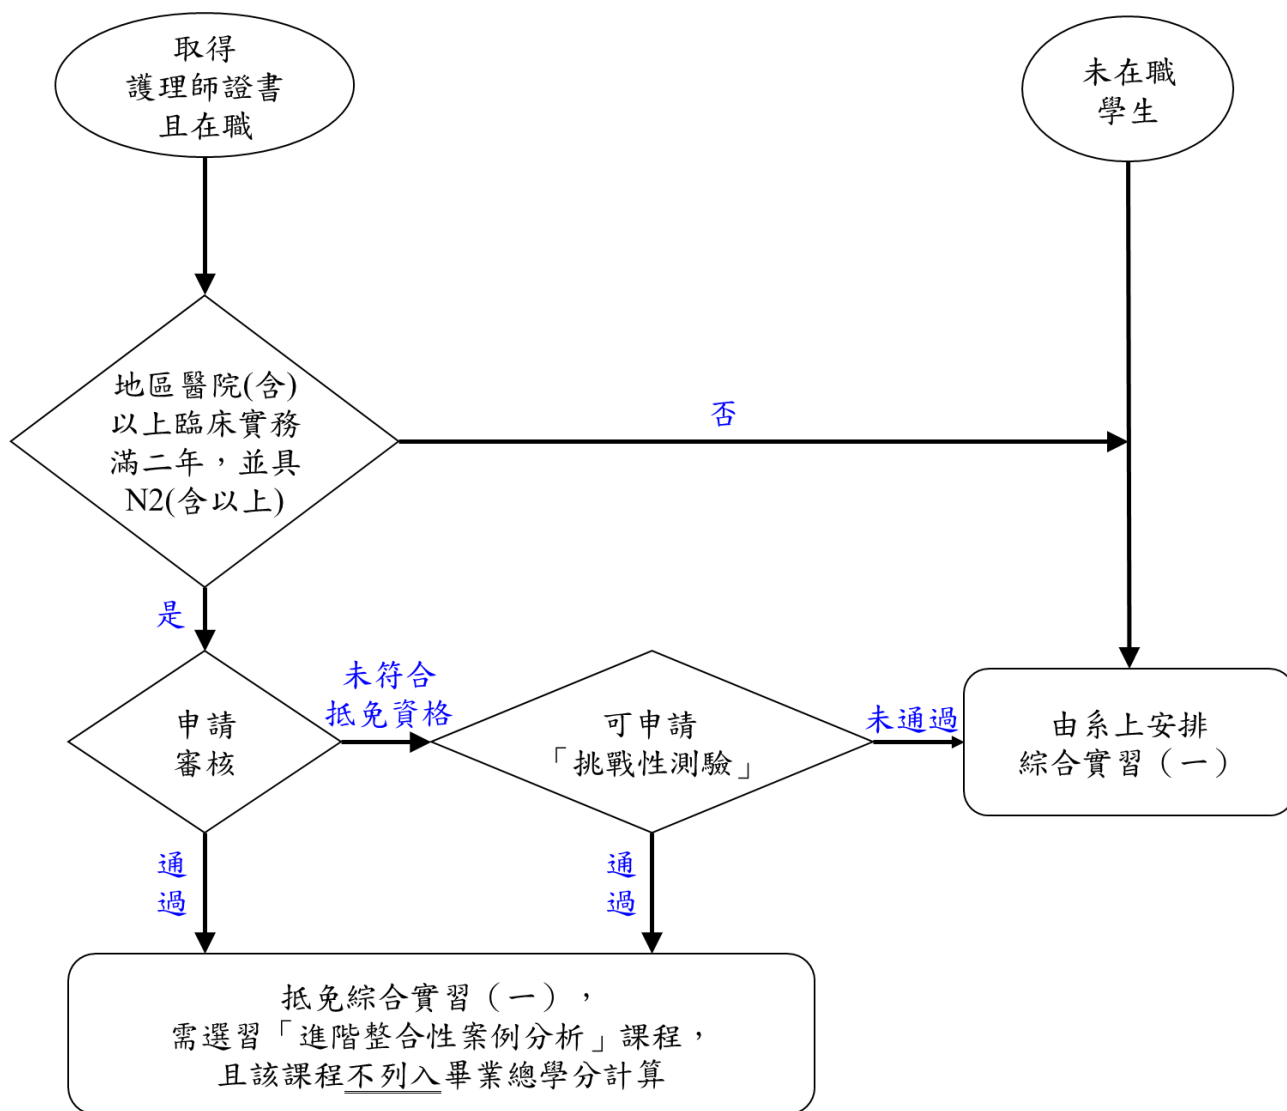 取得
護理師證書
且在職
未在職
學生
地區醫院(含)
以上臨床實務
滿二年，並具
N2(含以上)
否
是
申請
審核
未符合
抵免資格
可申請
「挑戰性測驗」
未通過
由系上安排
綜合實習（一）
通
過
通
過
抵免綜合實習（一），
需選習「進階整合性案例分析」課程，
且該課程不列入畢業總學分計算